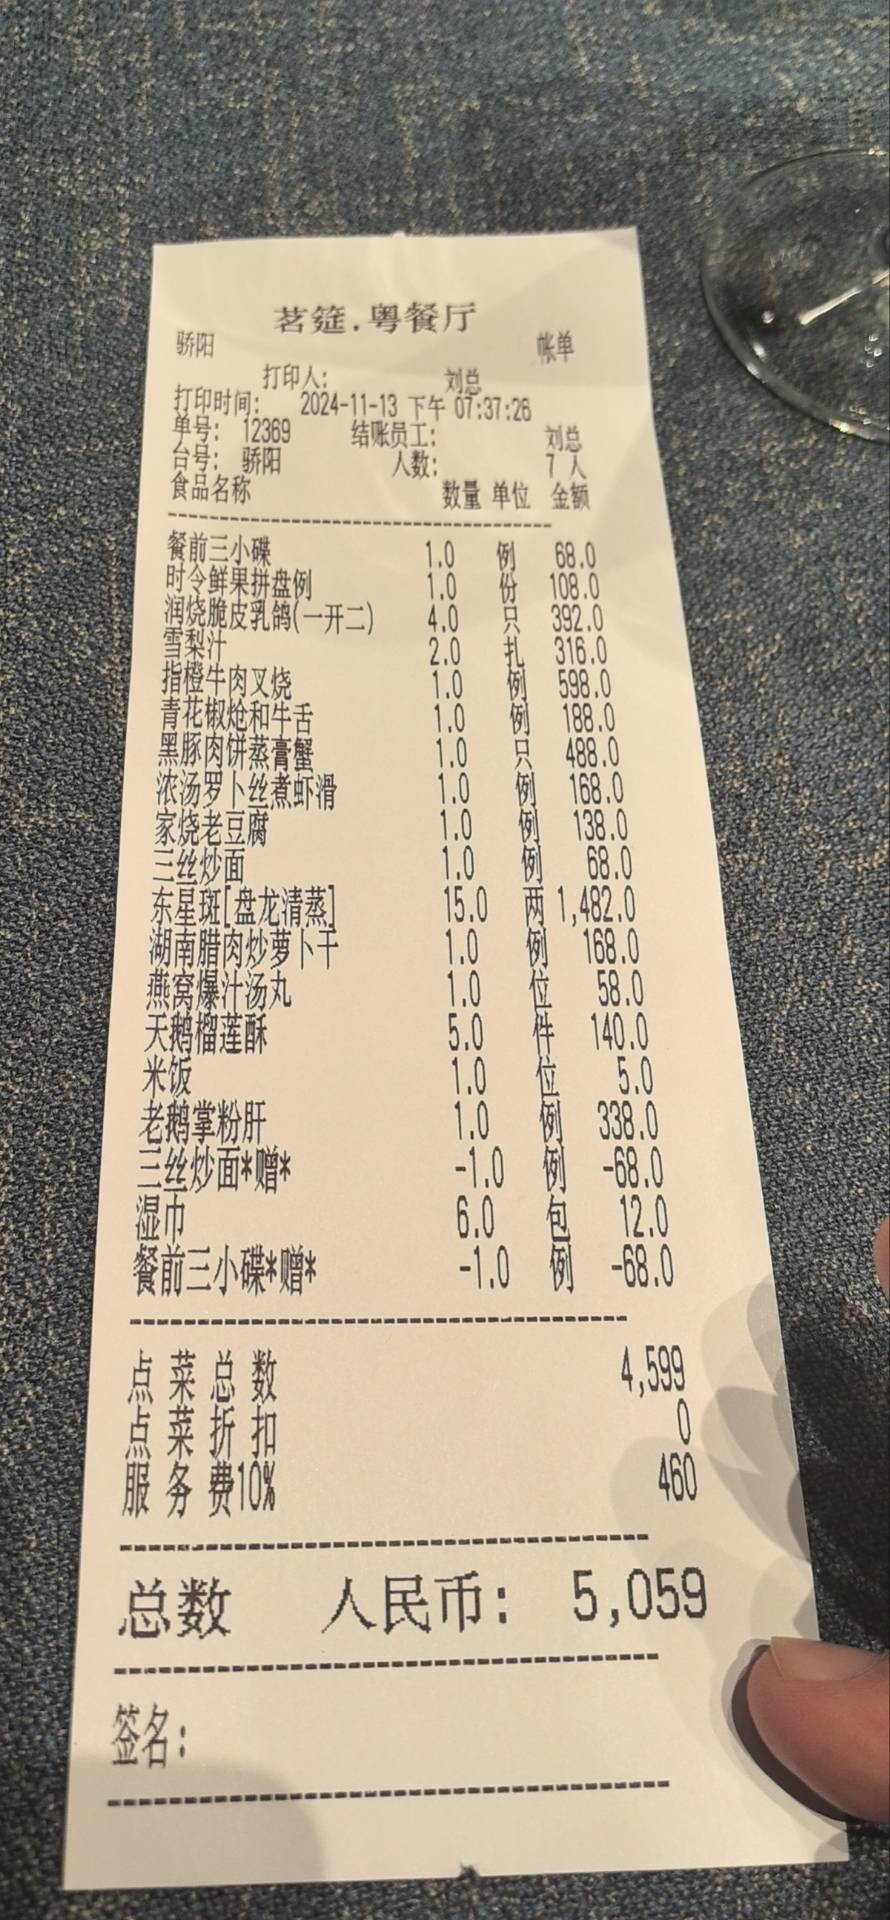 茗筵.粤餐厅
骄阳 帐单
打印人: 刘总
打印时间: 2024-11-13 下午 07:37:26
单号: 12369 结账员工: 刘总
台号: 骄阳 人数: 7 人
食品名称 数量 单位 金额
餐前三小碟 1.0 例 68.0
时令鲜果拼盘例 1.0 份 108.0
润烧脆皮乳鸽(一开二) 4.0 只 392.0
雪梨汁 2.0 扎 316.0
指橙牛肉叉烧 1.0 例 598.0
青花椒炝和牛舌 1.0 例 188.0
黑豚肉饼蒸膏蟹 1.0 只 488.0
浓汤罗卜丝煮虾滑 1.0 例 168.0
家烧老豆腐 1.0 例 138.0
三丝炒面 1.0 例 68.0
东星斑[盘龙清蒸] 15.0 两 1,482.0
湖南腊肉炒萝卜干 1.0 例 168.0
燕窝爆汁汤丸 1.0 位 58.0
天鹅榴莲酥 5.0 件 140.0
米饭 1.0 位 5.0
老鹅掌粉肝 1.0 例 338.0
三丝炒面*赠* -1.0 例 -68.0
湿巾 6.0 包 12.0
餐前三小碟*赠* -1.0 例 -68.0
点菜总数 4,599
点菜折扣 0
服务费10% 460
总数 人民币: 5,059
签名: